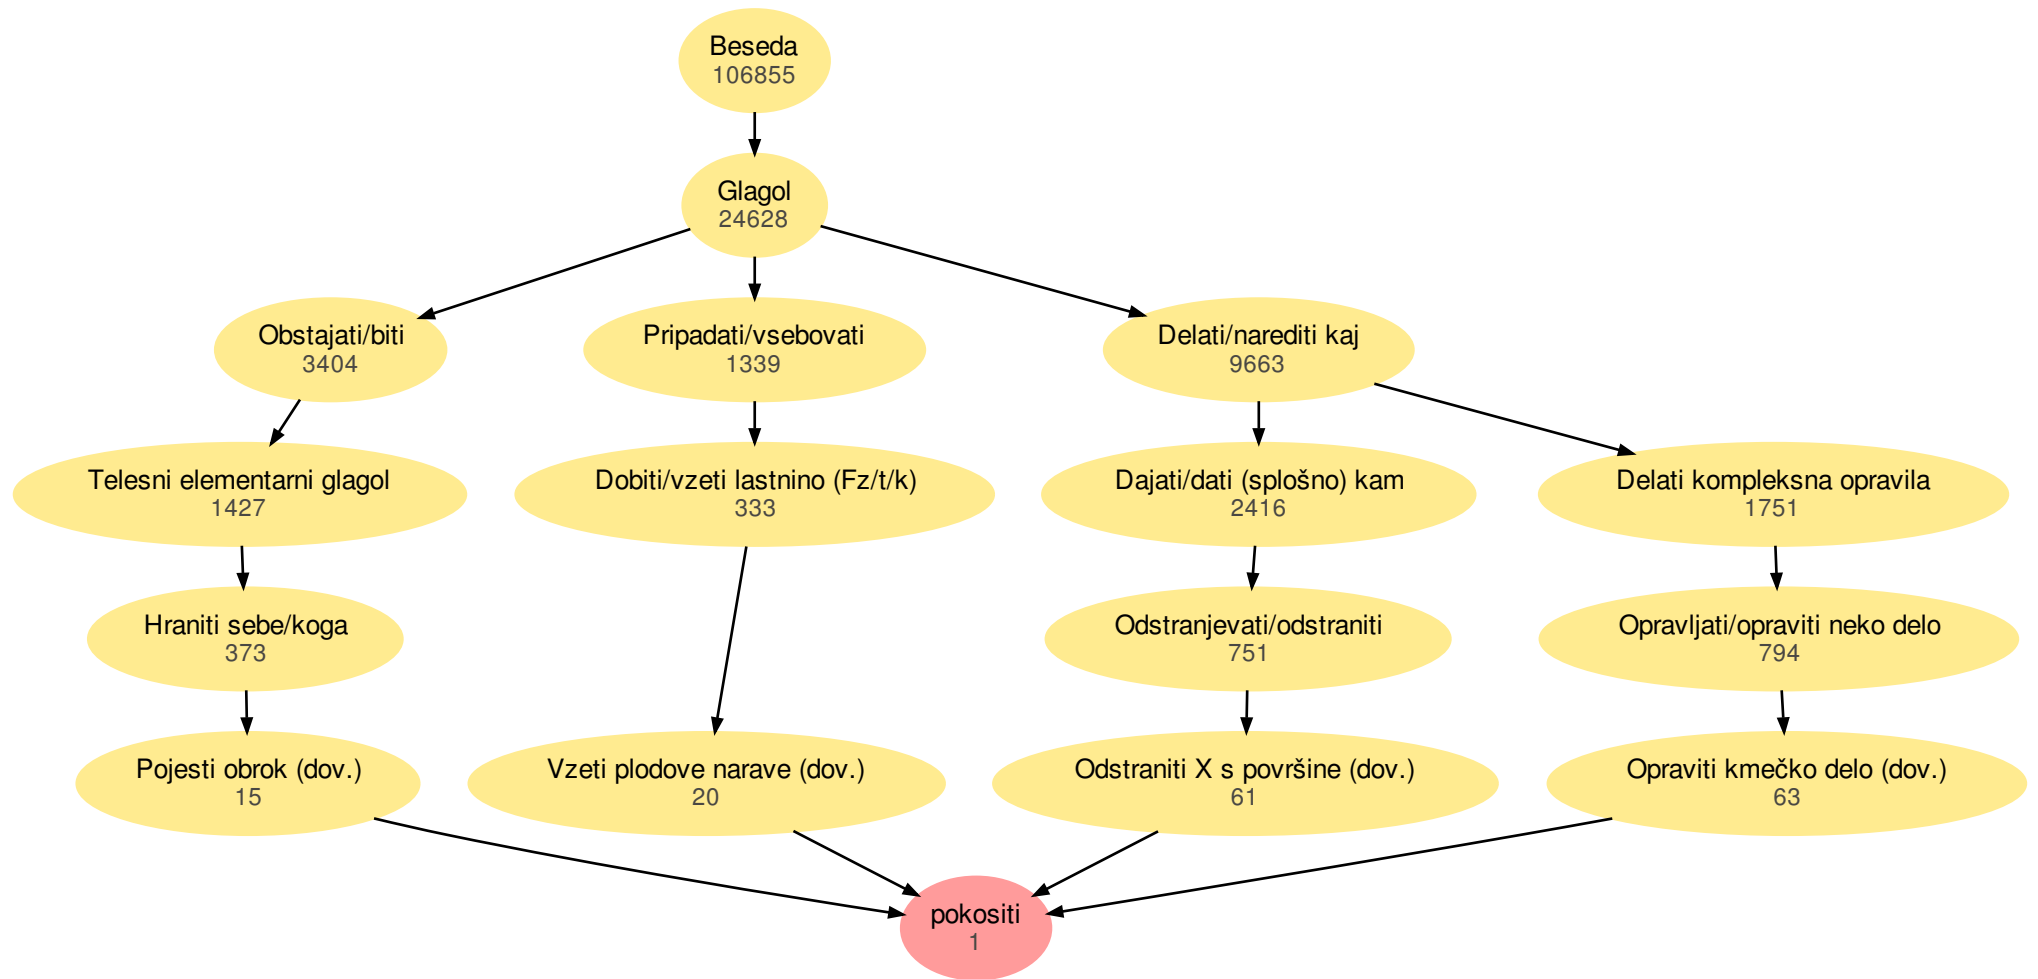 Beseda
106855
Glagol
24628
Obstajati/biti
3404
Pripadati/vsebovati
1339
Delati/narediti kaj
9663
Telesni elementarni glagol
1427
Dobiti/vzeti lastnino (Fz/t/k)
333
Dajati/dati (splošno) kam
2416
Delati kompleksna opravila
1751
Hraniti sebe/koga
373
Odstranjevati/odstraniti
751
Opravljati/opraviti neko delo
794
Pojesti obrok (dov.)
15
Vzeti plodove narave (dov.)
20
Odstraniti X s površine (dov.)
61
Opraviti kmečko delo (dov.)
63
pokositi
1